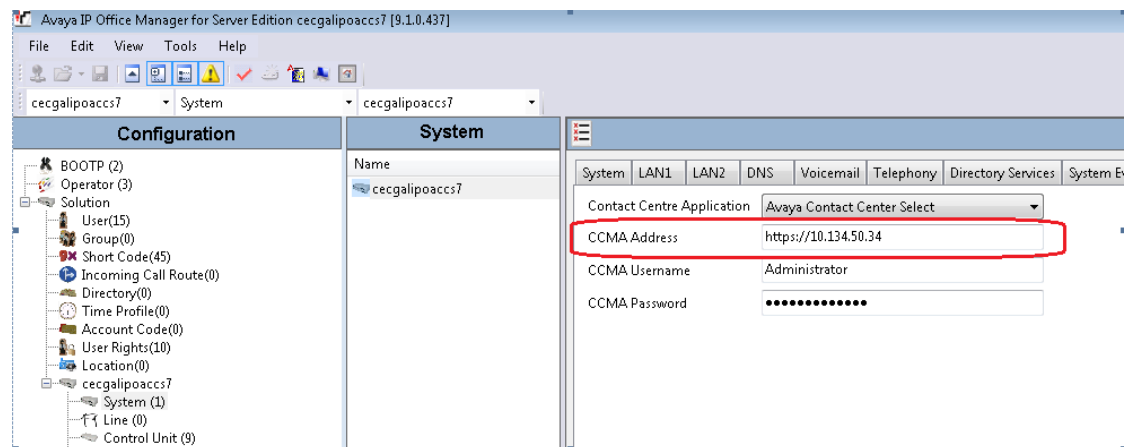 Avaya IP Office Manager for Server Edition cecgalipoaccs7 [9.1.0.437]
File Edit View Tools Help
cecgalipoaccs7 System cecgalipoaccs7
Configuration
BOOTP (2)
Operator (3)
Solution
User(15)
Group(0)
Short Code(45)
Incoming Call Route(0)
Directory(0)
Time Profile(0)
Account Code(0)
User Rights(10)
Location(0)
cecgalipoaccs7
System (1)
Line (0)
Control Unit (9)
System
Name
cecgalipoaccs7
System LAN1 LAN2 DNS Voicemail Telephony Directory Services System Ev
Contact Centre Application Avaya Contact Center Select
CCMA Address https://10.134.50.34
CCMA Username Administrator
CCMA Password •••••••••••••